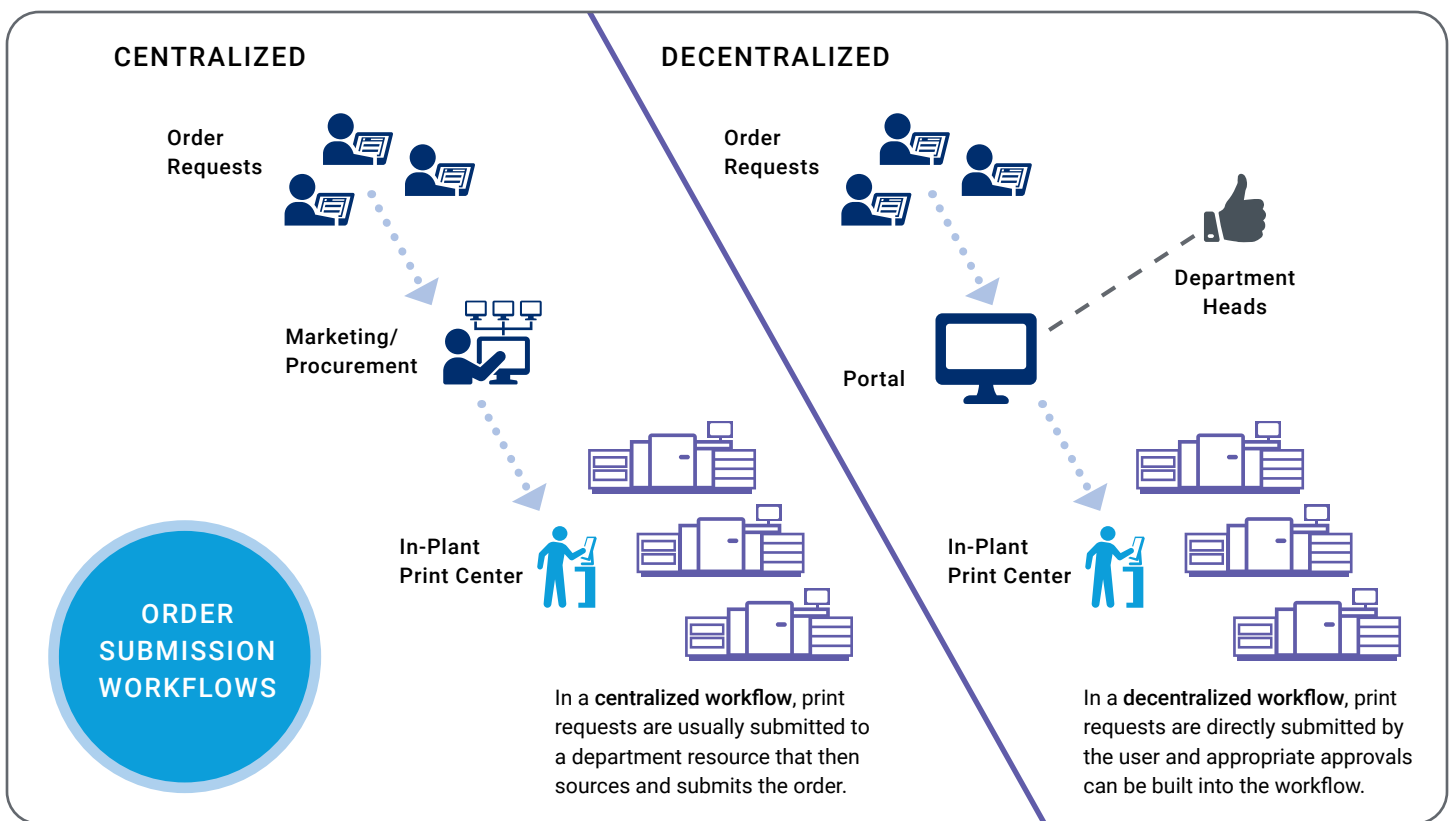 CENTRALIZED
Order
Requests
Marketing/
Procurement
In-Plant
Print Center
In a centralized workflow, print
requests are usually submitted to
a department resource that then
sources and submits the order.
DECENTRALIZED
Order
Requests
Department
Heads
Portal
In-Plant
Print Center
In a decentralized workflow, print
requests are directly submitted by
the user and appropriate approvals
can be built into the workflow.
ORDER
SUBMISSION
WORKFLOWS